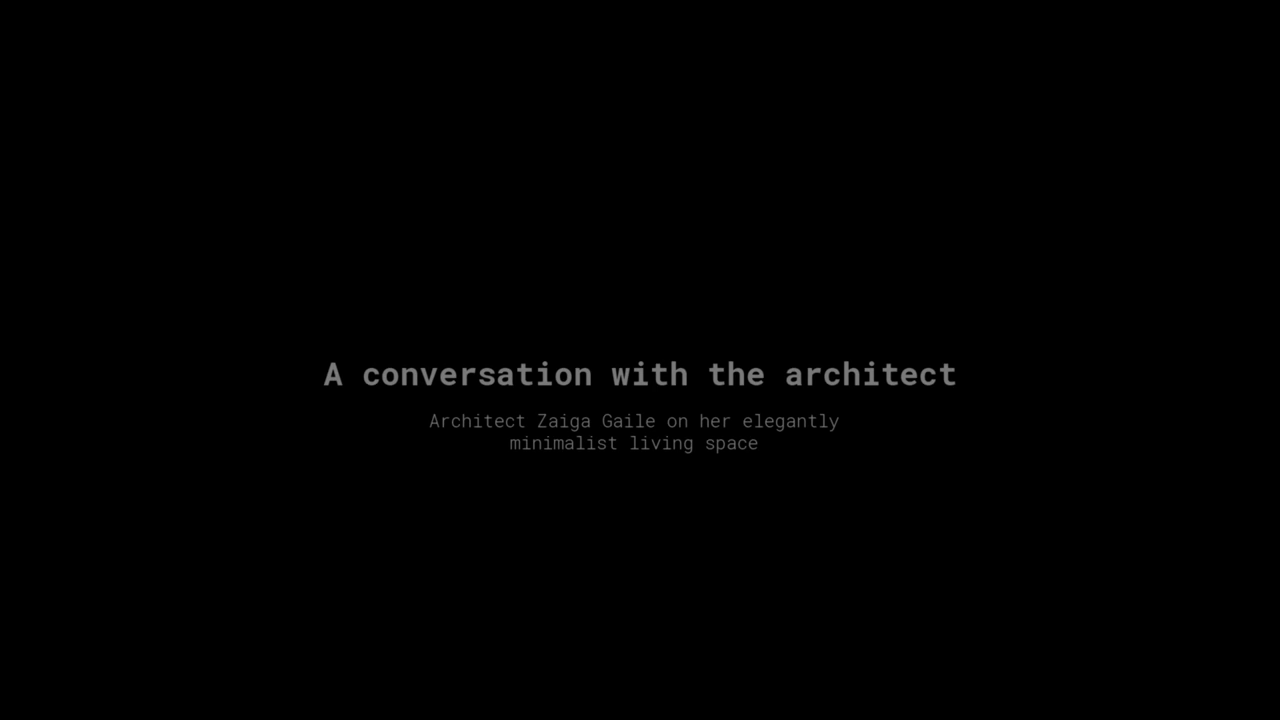 A conversation with the architect
Architect Zaiga Gaile on her elegantly
minimalist living space